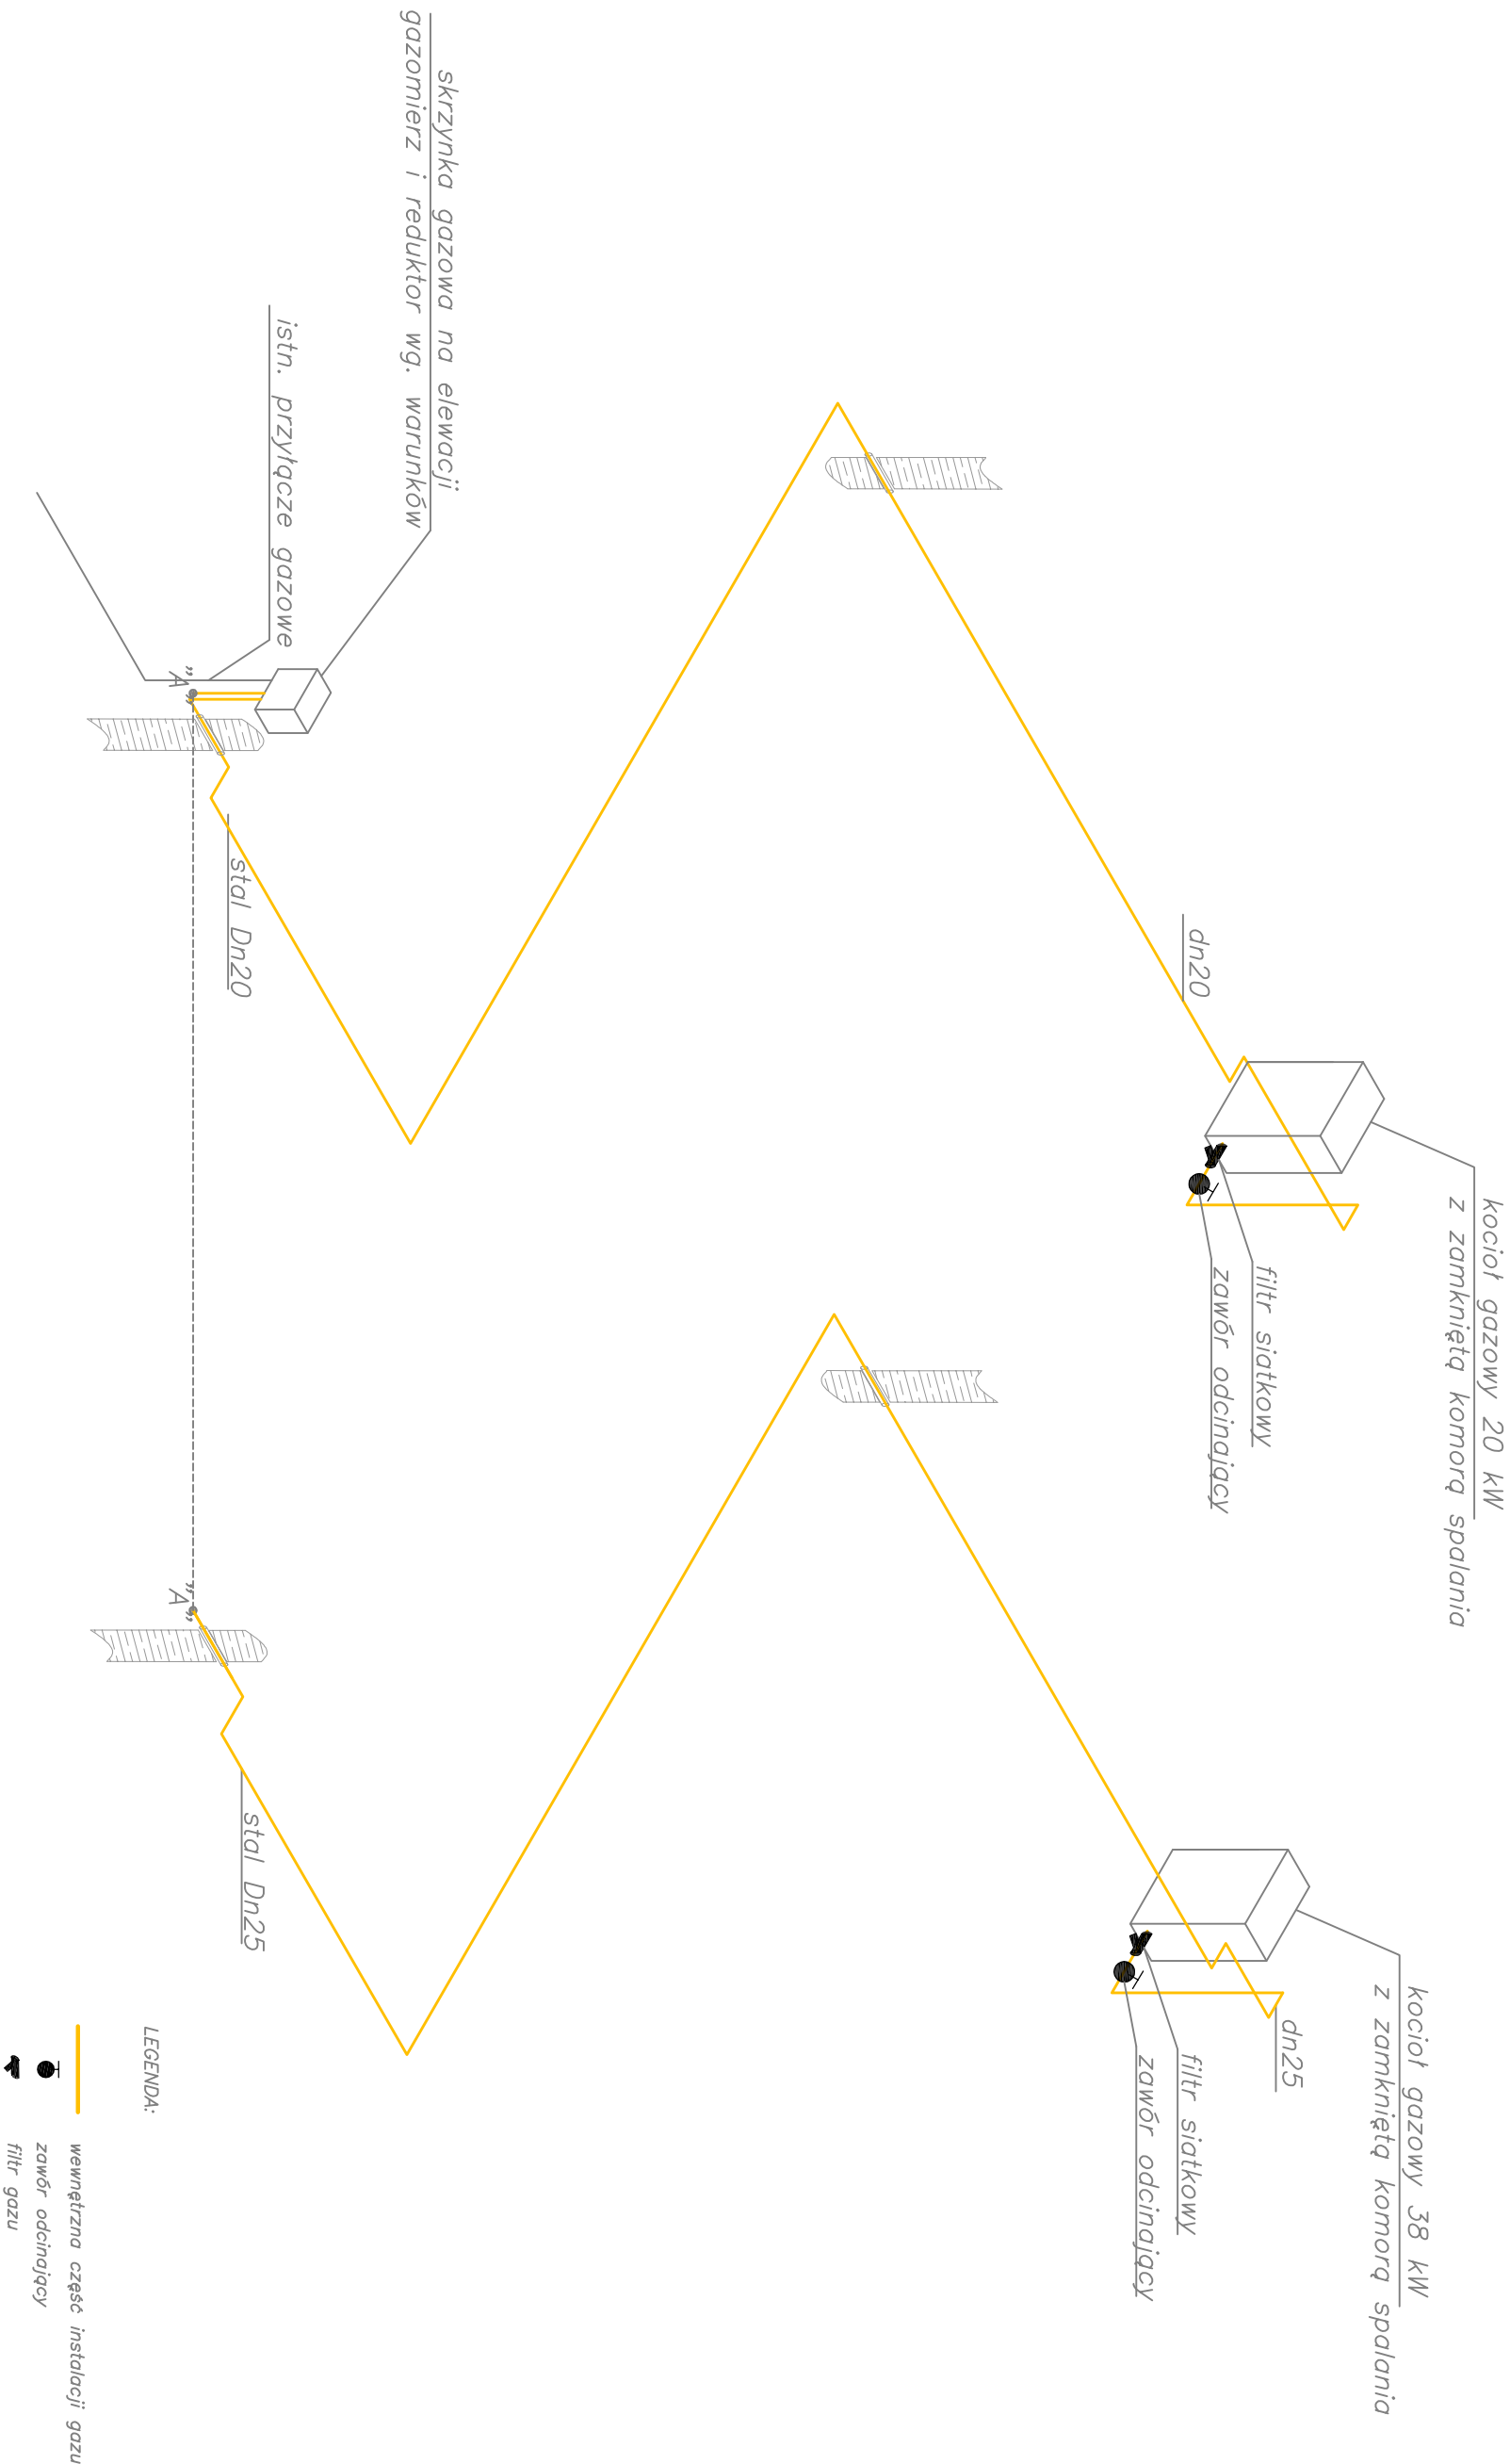 kocioł gazowy 20 kW
z zamkniętą komorą spalania
kocioł gazowy 38 kW
z zamkniętą komorą spalania
dn25
filtr siatkowy
zawór odcinający
dn20
filtr siatkowy
zawór odcinający
skrzynka gazowa na elewacji
gazomierz i reduktor wg. warunków
istn. przyłącze gazowe
"A"
stal Dn20
"A"
stal Dn25
LEGENDA:
wewnętrzna część instalacji gazu
zawór odcinający
filtr gazu